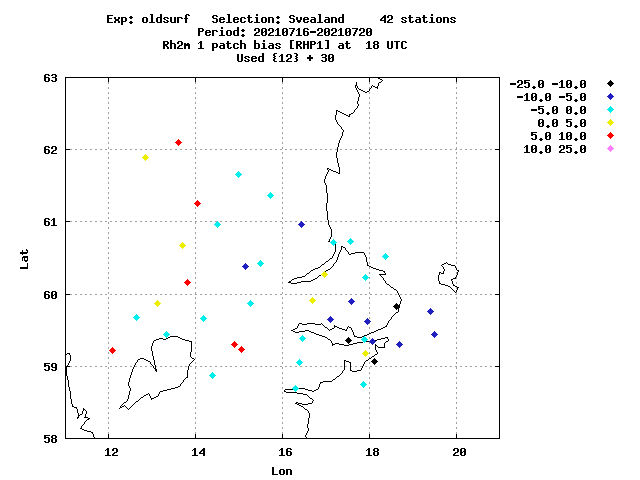 Exp: oldsurf   Selection: Svealand     42 stations
Period: 20210716-20210720
Rh2m 1 patch bias [RHP1] at  18 UTC
Used {12} + 30
-25.0 -10.0
-10.0 -5.0
-5.0 0.0
0.0 5.0
5.0 10.0
10.0 25.0
63
62
61
60
59
58
Lat
12 14 16 18 20
Lon